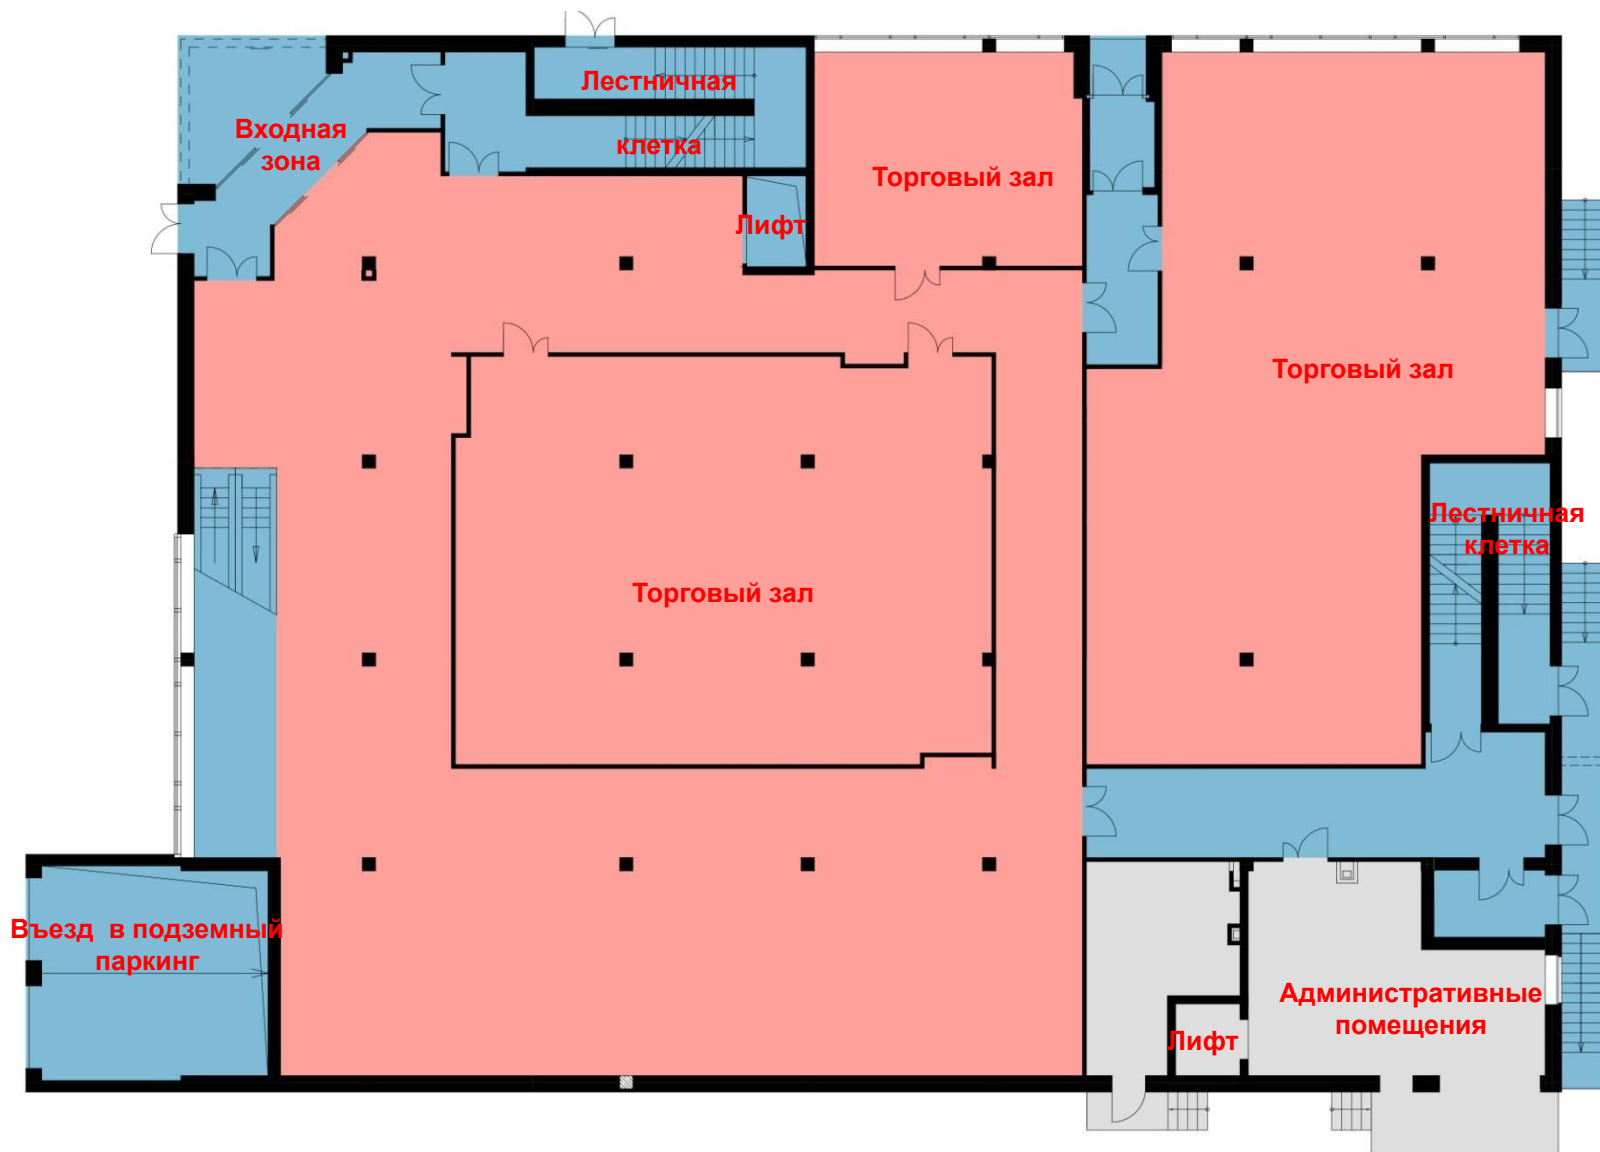 Лестничная
клетка
Входная
зона
Торговый зал
Лифт
Торговый зал
Лестничная
клетка
Торговый зал
Въезд  в подземный
паркинг
Административные
помещения
Лифт